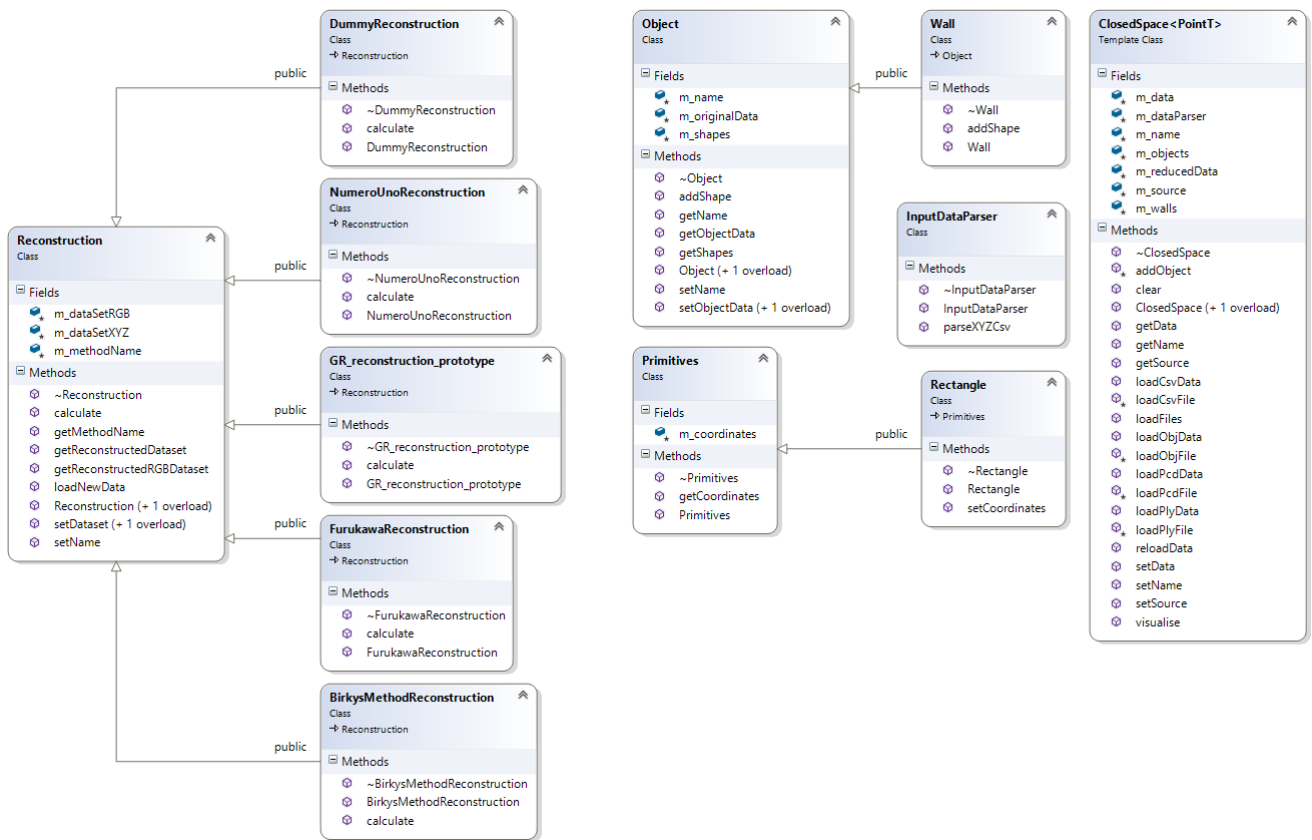 DummyReconstruction
Class
Reconstruction
Methods
~DummyReconstruction
calculate
DummyReconstruction
public
NumeroUnoReconstruction
Class
Reconstruction
Methods
~NumeroUnoReconstruction
calculate
NumeroUnoReconstruction
public
Reconstruction
Class
Fields
m_dataSetRGB
m_dataSetXYZ
m_methodName
Methods
~Reconstruction
calculate
getMethodName
getReconstructedDataset
getReconstructedRGBDataset
loadNewData
Reconstruction (+ 1 overload)
setDataset (+ 1 overload)
setName
GR_reconstruction_prototype
Class
Reconstruction
Methods
~GR_reconstruction_prototype
calculate
GR_reconstruction_prototype
public
FurukawaReconstruction
Class
Reconstruction
Methods
~FurukawaReconstruction
calculate
FurukawaReconstruction
public
BirkysMethodReconstruction
Class
Reconstruction
Methods
~BirkysMethodReconstruction
BirkysMethodReconstruction
calculate
public
Object
Class
Fields
m_name
m_originalData
m_shapes
Methods
~Object
addShape
getName
getObjectData
getShapes
Object (+ 1 overload)
setName
setObjectData (+ 1 overload)
public
Wall
Class
Object
Methods
~Wall
addShape
Wall
InputDataParser
Class
Methods
~InputDataParser
InputDataParser
parseXYZCsv
Primitives
Class
Fields
m_coordinates
Methods
~Primitives
getCoordinates
Primitives
public
Rectangle
Class
Primitives
Methods
~Rectangle
Rectangle
setCoordinates
ClosedSpace<PointT>
Template Class
Fields
m_data
m_dataParser
m_name
m_objects
m_reducedData
m_source
m_walls
Methods
~ClosedSpace
addObject
clear
ClosedSpace (+ 1 overload)
getData
getName
getSource
loadCsvData
loadCsvFile
loadFiles
loadObjData
loadObjFile
loadPcdData
loadPcdFile
loadPlyData
loadPlyFile
reloadData
setData
setName
setSource
visualise